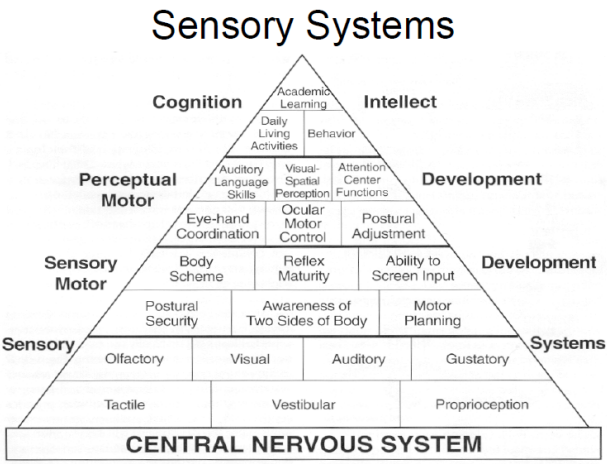 Sensory Systems
Cognition
Intellect
Academic
Learning
Daily
Living
Activities
Behavior
Perceptual
Motor
Development
Auditory
Language
Skills
Visual-
Spatial
Perception
Attention
Center
Functions
Eye-hand
Coordination
Ocular
Motor
Control
Postural
Adjustment
Sensory
Motor
Development
Body
Scheme
Reflex
Maturity
Ability to
Screen Input
Postural
Security
Awareness of
Two Sides of Body
Motor
Planning
Sensory
Systems
Olfactory
Visual
Auditory
Gustatory
Tactile
Vestibular
Proprioception
CENTRAL NERVOUS SYSTEM